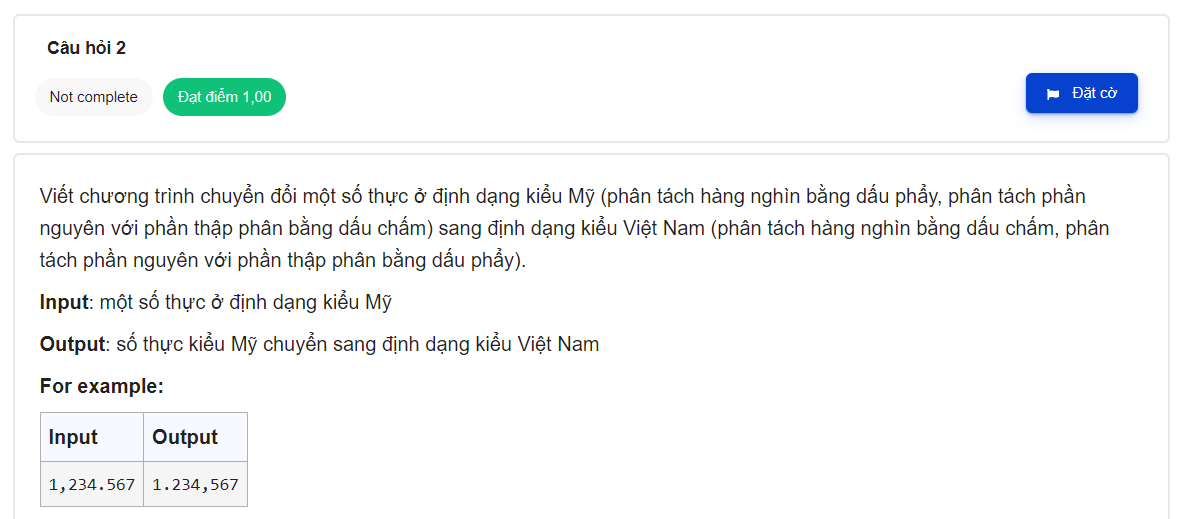 Câu hỏi 2
Not complete
Đạt điểm 1,00
Đặt cờ
Viết chương trình chuyển đổi một số thực ở định dạng kiểu Mỹ (phân tách hàng nghìn bằng dấu phẩy, phân tách phần
nguyên với phần thập phân bằng dấu chấm) sang định dạng kiểu Việt Nam (phân tách hàng nghìn bằng dấu chấm, phân
tách phần nguyên với phần thập phân bằng dấu phẩy).
Input: một số thực ở định dạng kiểu Mỹ
Output: số thực kiểu Mỹ chuyển sang định dạng kiểu Việt Nam
For example:
Input Output
1,234.567 1.234,567